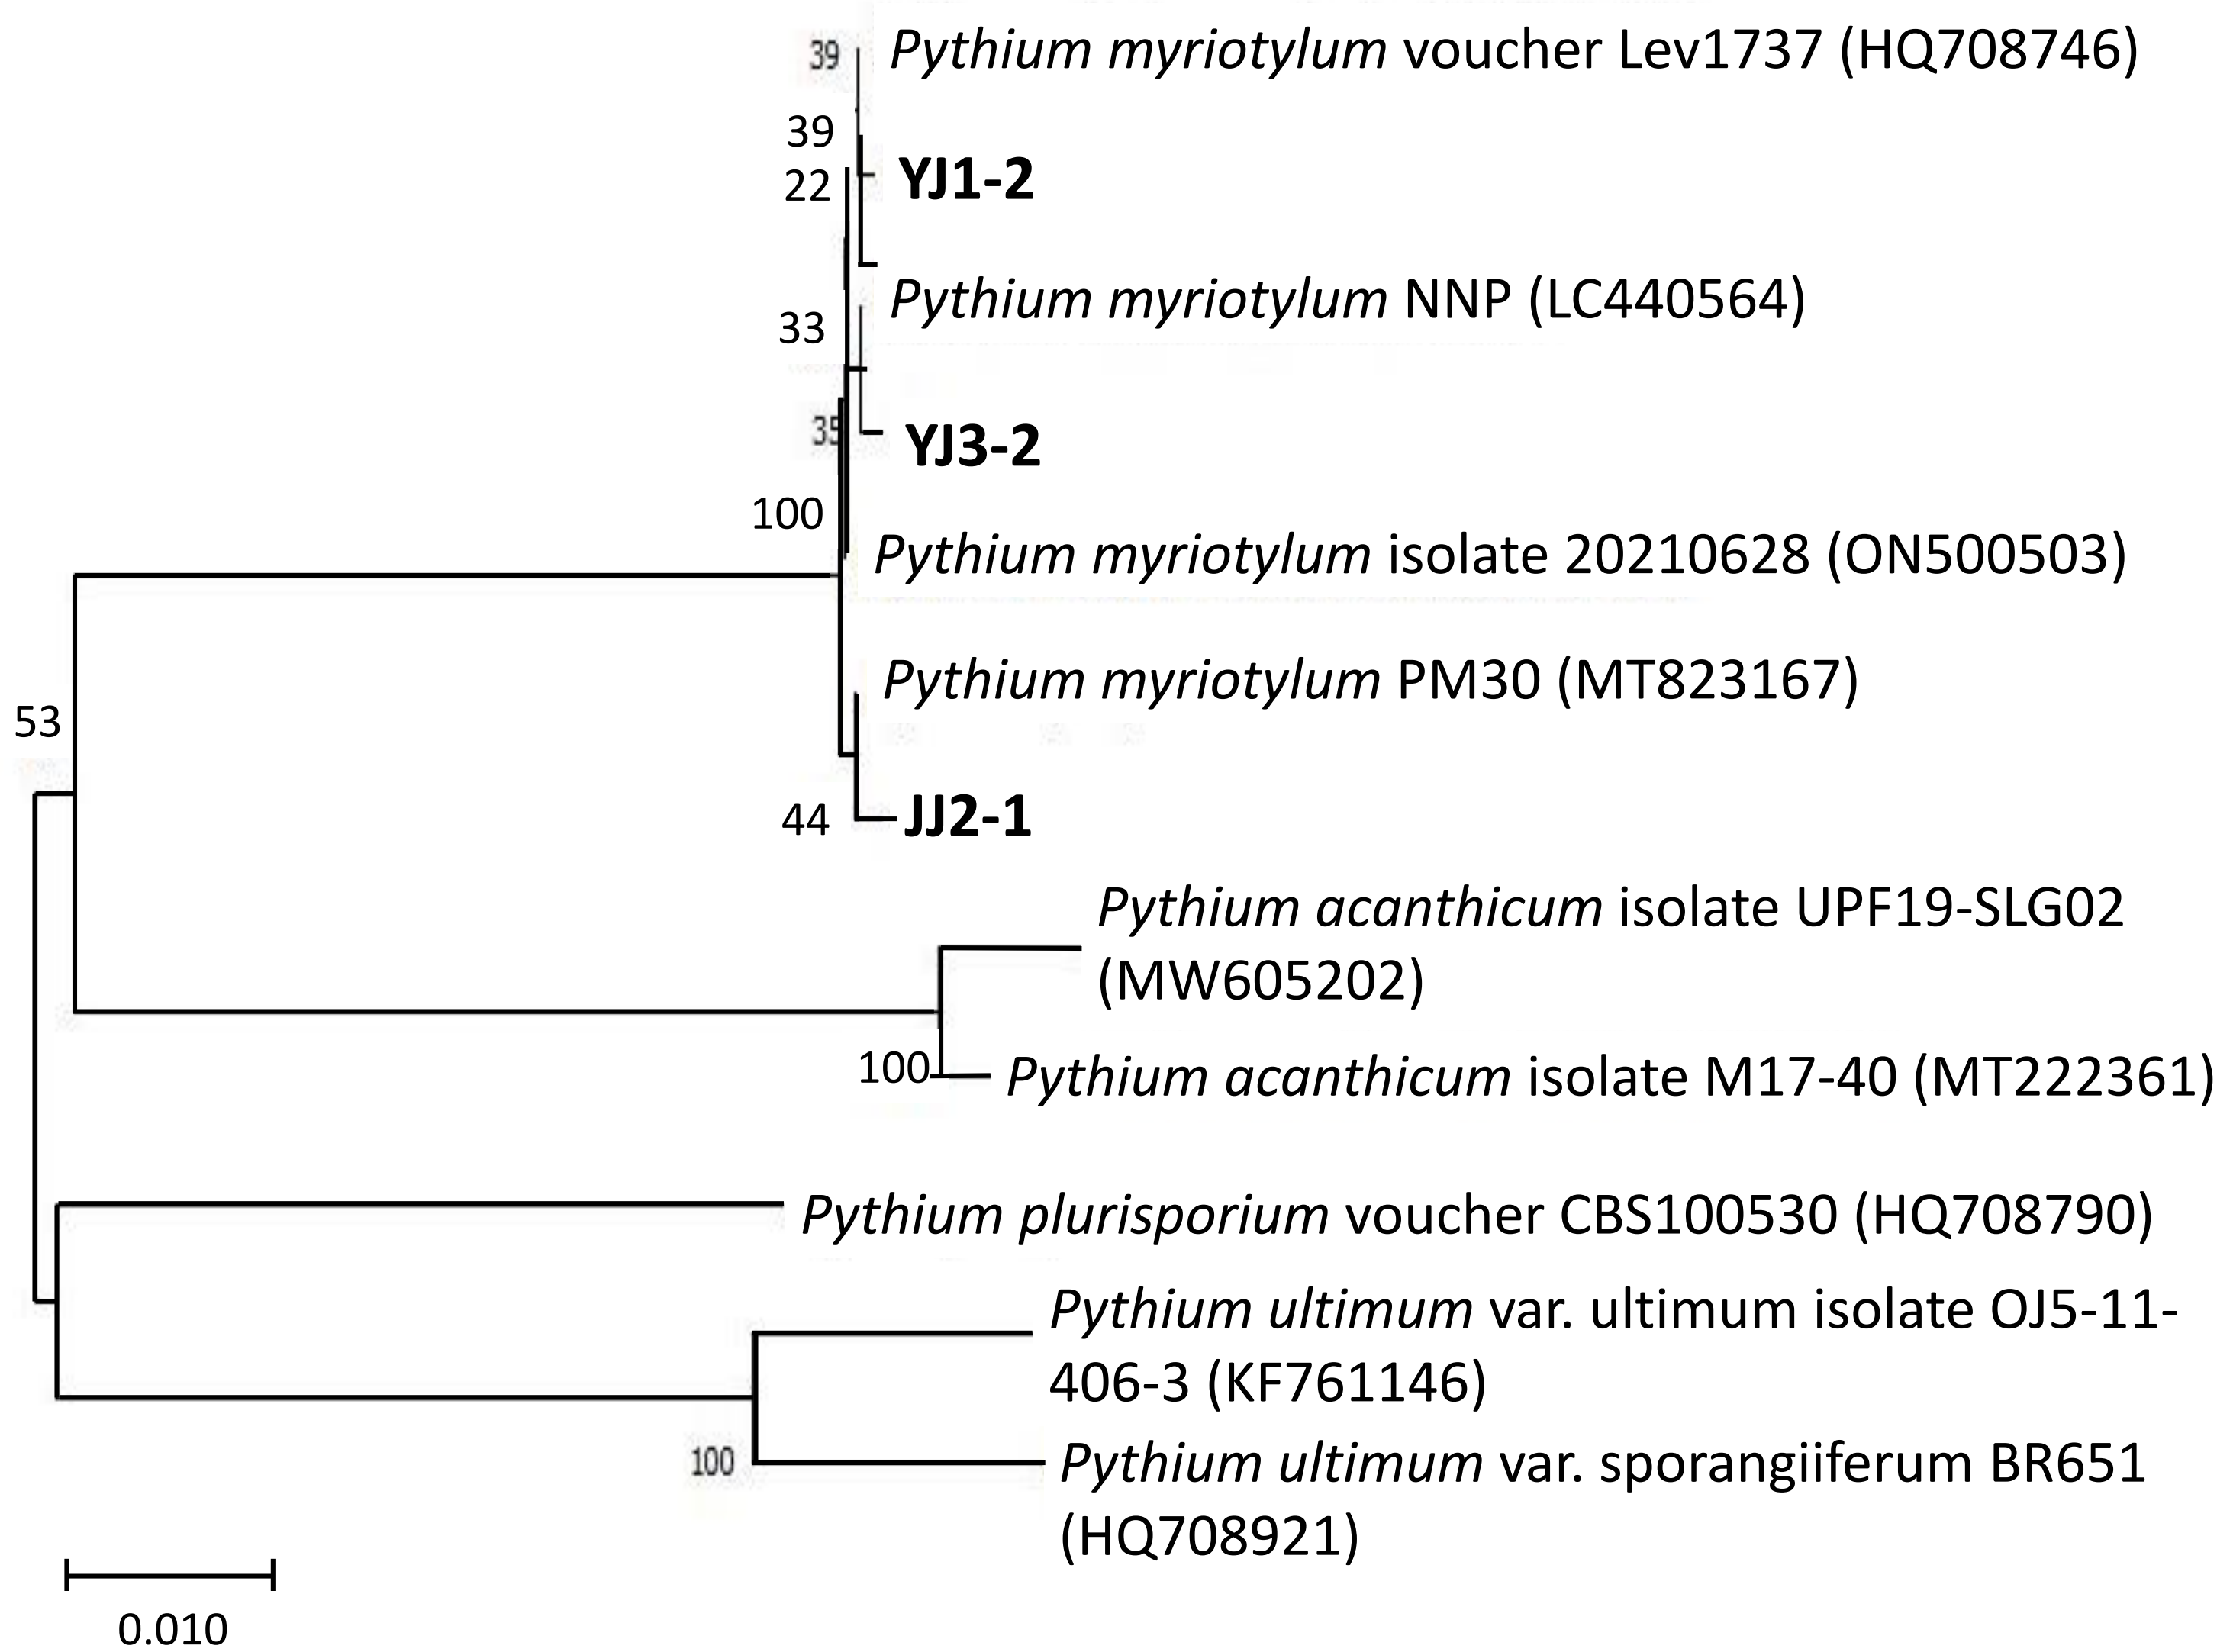 39
Pythium myriotylum voucher Lev1737 (HQ708746)
39
22
YJ1-2
Pythium myriotylum NNP (LC440564)
33
35
YJ3-2
100
Pythium myriotylum isolate 20210628 (ON500503)
Pythium myriotylum PM30 (MT823167)
53
44
JJ2-1
Pythium acanthicum isolate UPF19-SLG02
(MW605202)
100
Pythium acanthicum isolate M17-40 (MT222361)
Pythium plurisporium voucher CBS100530 (HQ708790)
Pythium ultimum var. ultimum isolate OJ5-11-
406-3 (KF761146)
100
Pythium ultimum var. sporangiiferum BR651
(HQ708921)
0.010